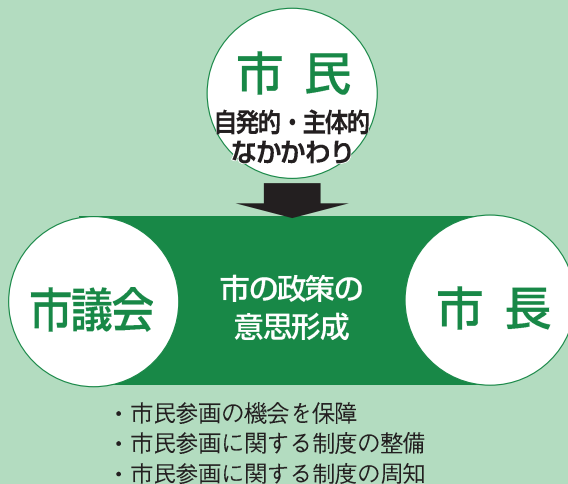 市 民
自発的・主体的
なかかわり
市議会
市の政策の
意思形成
市 長
・市民参画の機会を保障
・市民参画に関する制度の整備
・市民参画に関する制度の周知